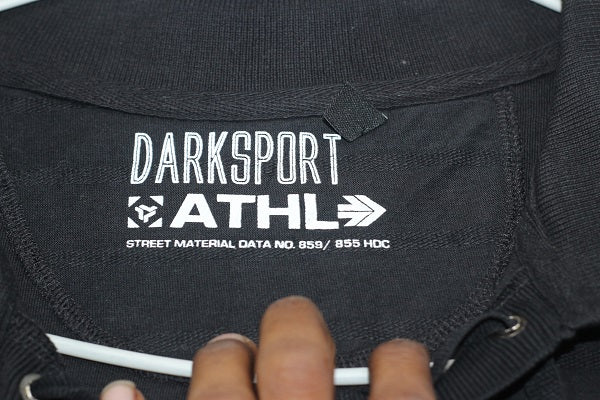 DARKSPORT
ATHL
STREET MATERIAL DATA NO. 859/ 855 HDC